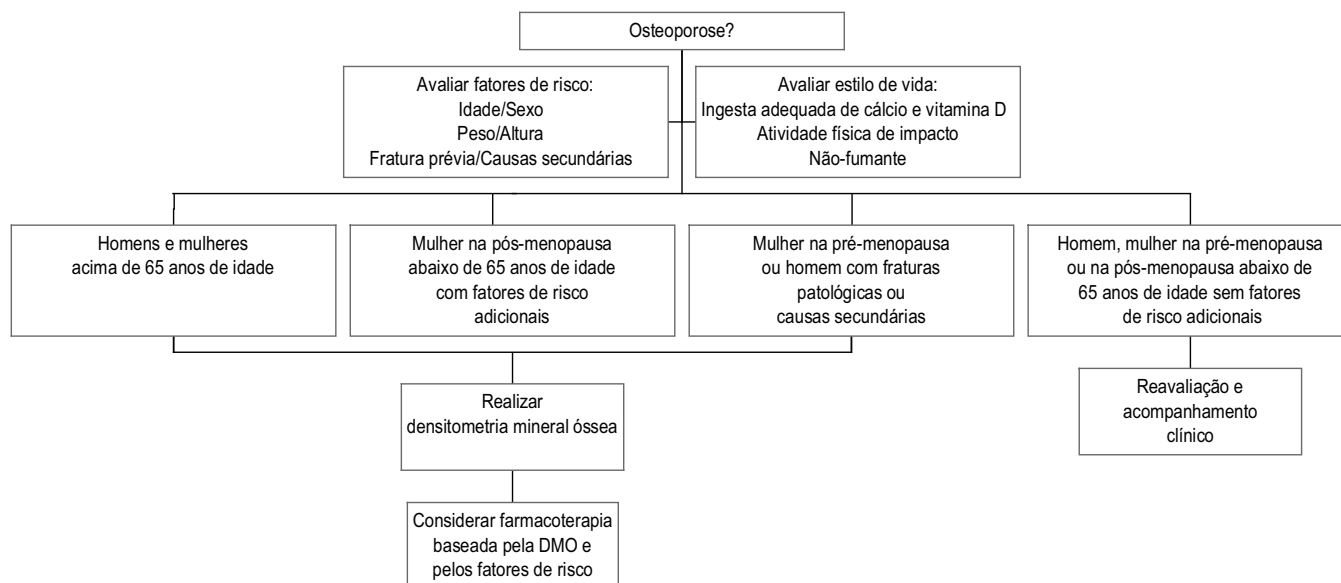 Osteoporose?
Avaliar fatores de risco:
Idade/Sexo
Peso/Altura
Fratura prévia/Causas secundárias
Avaliar estilo de vida:
Ingesta adequada de cálcio e vitamina D
Atividade física de impacto
Não-fumante
Homens e mulheres
acima de 65 anos de idade
Mulher na pós-menopausa
abaixo de 65 anos de idade
com fatores de risco
adicionais
Mulher na pré-menopausa
ou homem com fraturas
patológicas ou
causas secundárias
Homem, mulher na pré-menopausa
ou na pós-menopausa abaixo de
65 anos de idade sem fatores
de risco adicionais
Realizar
densitometria mineral óssea
Reavaliação e
acompanhamento
clínico
Considerar farmacoterapia
baseada pela DMO e
pelos fatores de risco